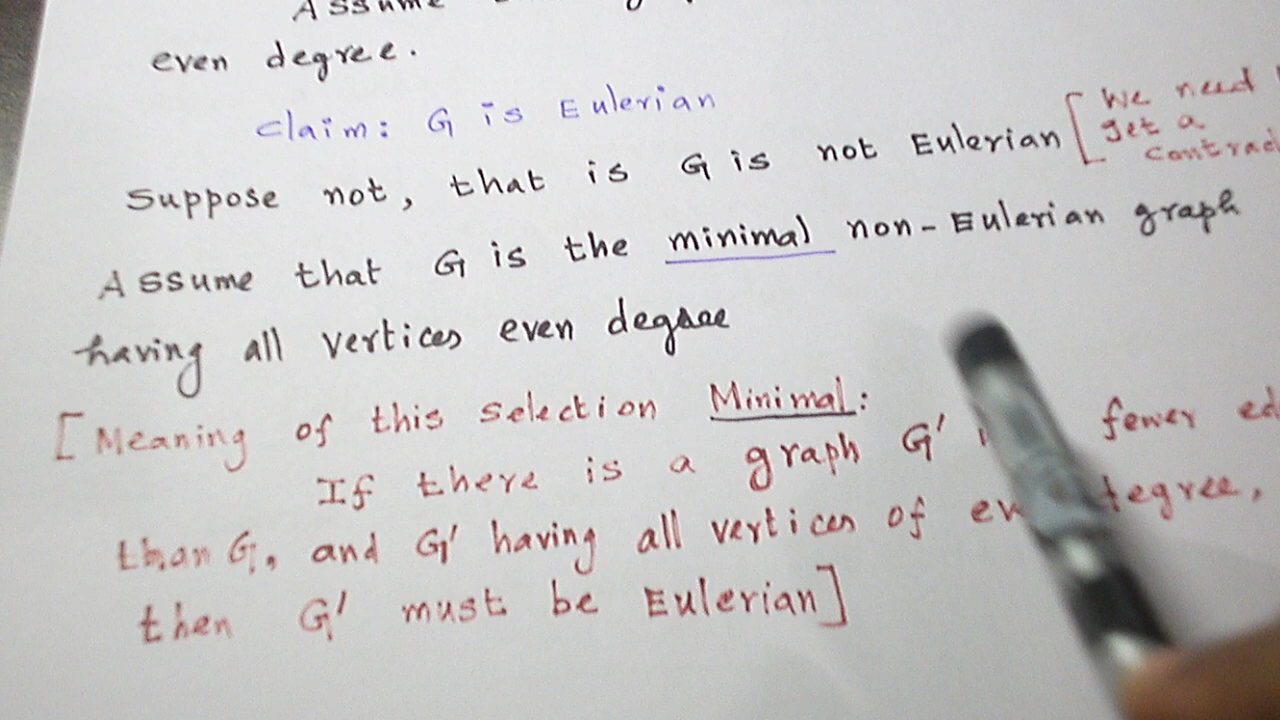 Assume
even degree.
claim: G is Eulerian
Suppose not, that is G is not Eulerian [We need
get a
Assume that G is the minimal non-Eulerian graph
having all vertices even degree
[Meaning of this selection Minimal:
If there is a graph G' fewer
than G, and G' having all vertices of degree,
then G' must be Eulerian]